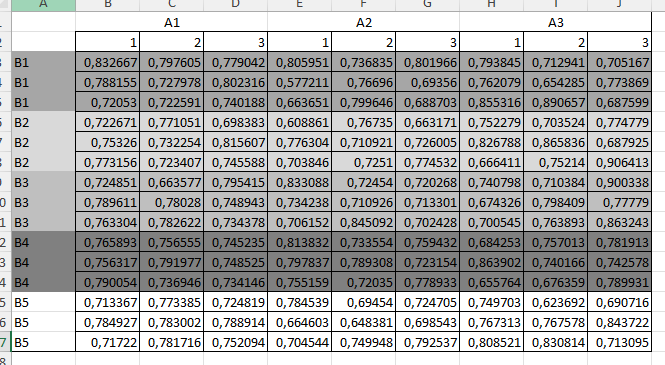 A B C D E F G H I J
A1 A2 A3
1 2 3 1 2 3 1 2 3
B1 0,832667 0,797605 0,779042 0,805951 0,736835 0,801966 0,793845 0,712941 0,705167
B1 0,788155 0,727978 0,802316 0,577211 0,76696 0,69356 0,762079 0,654285 0,773869
B1 0,72053 0,722591 0,740188 0,663651 0,799646 0,688703 0,855316 0,890657 0,687599
B2 0,722671 0,771051 0,698383 0,608861 0,76735 0,663171 0,752279 0,703524 0,774779
B2 0,75326 0,732254 0,815607 0,776304 0,710921 0,726005 0,826788 0,865836 0,687925
B2 0,773156 0,723407 0,745588 0,703846 0,7251 0,774532 0,666411 0,75214 0,906413
B3 0,724851 0,663577 0,795415 0,833088 0,72454 0,720268 0,740798 0,710384 0,900338
B3 0,789611 0,78028 0,748943 0,734238 0,710926 0,713301 0,674326 0,798409 0,77779
B3 0,763304 0,782622 0,734378 0,706152 0,845092 0,702428 0,700545 0,763893 0,863243
B4 0,765893 0,756555 0,745235 0,813832 0,733554 0,759432 0,684253 0,757013 0,781913
B4 0,756317 0,791977 0,748525 0,797837 0,789308 0,723154 0,863902 0,740166 0,742578
B4 0,790054 0,736946 0,734146 0,755159 0,72035 0,778933 0,655764 0,676359 0,789931
B5 0,713367 0,773385 0,724819 0,784539 0,69454 0,724705 0,749703 0,623692 0,690716
B5 0,784927 0,783002 0,788914 0,664603 0,648381 0,698543 0,767313 0,767578 0,843722
B5 0,71722 0,781716 0,752094 0,704544 0,749948 0,792537 0,808521 0,830814 0,713095